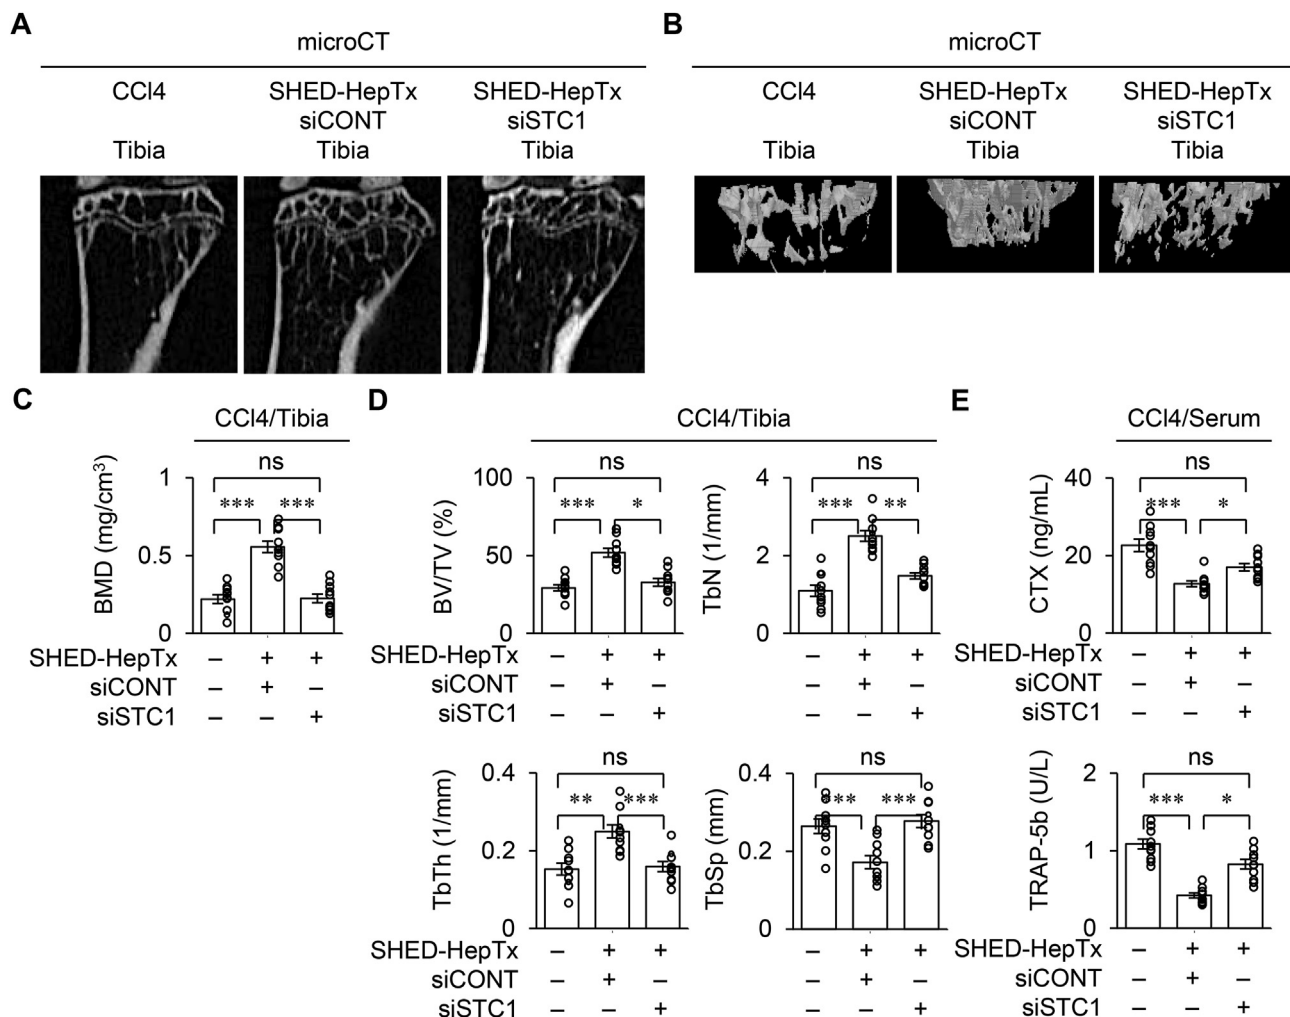 A
microCT
CCl4
SHED-HepTx
siCONT
SHED-HepTx
siSTC1
Tibia
Tibia
Tibia
B
microCT
CCl4
SHED-HepTx
siCONT
SHED-HepTx
siSTC1
Tibia
Tibia
Tibia
C
CCl4/Tibia
ns
*** ***
BMD (mg/cm³)
1
0.5
0
SHED-HepTx – + +
siCONT – + –
siSTC1 – – +
D
CCl4/Tibia
ns
*** *
BV/TV (%)
100
50
0
ns
*** **
TbN (1/mm)
4
2
0
SHED-HepTx – + + – + +
siCONT – + – – + –
siSTC1 – – + – – +
ns
** ***
TbTh (1/mm)
0.4
0.2
0
ns
*** ***
TbSp (mm)
0.4
0.2
0
SHED-HepTx – + + – + +
siCONT – + – – + –
siSTC1 – – + – – +
E
CCl4/Serum
ns
*** *
CTX (ng/mL)
40
20
0
SHED-HepTx – + +
siCONT – + –
siSTC1 – – +
ns
*** *
TRAP-5b (U/L)
2
1
0
SHED-HepTx – + +
siCONT – + –
siSTC1 – – +